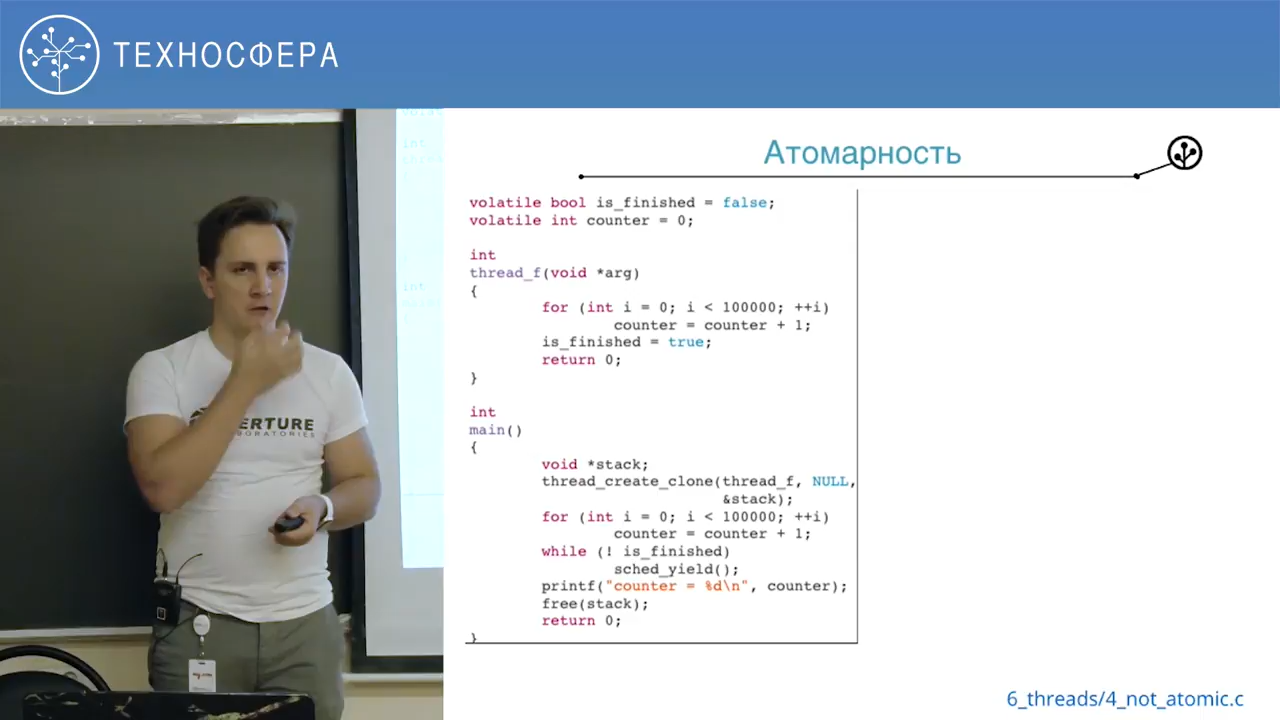 ТЕХНОСФЕРА
Атомарность
volatile bool is_finished = false;
volatile int counter = 0;
int
thread_f(void *arg)
{
for (int i = 0; i < 100000; ++i)
counter = counter + 1;
is_finished = true;
return 0;
}
int
main()
{
void *stack;
thread_create_clone(thread_f, NULL,
&stack);
for (int i = 0; i < 100000; ++i)
counter = counter + 1;
while (! is_finished)
sched_yield();
printf("counter = %d\n", counter);
free(stack);
return 0;
}
6_threads/4_not_atomic.c